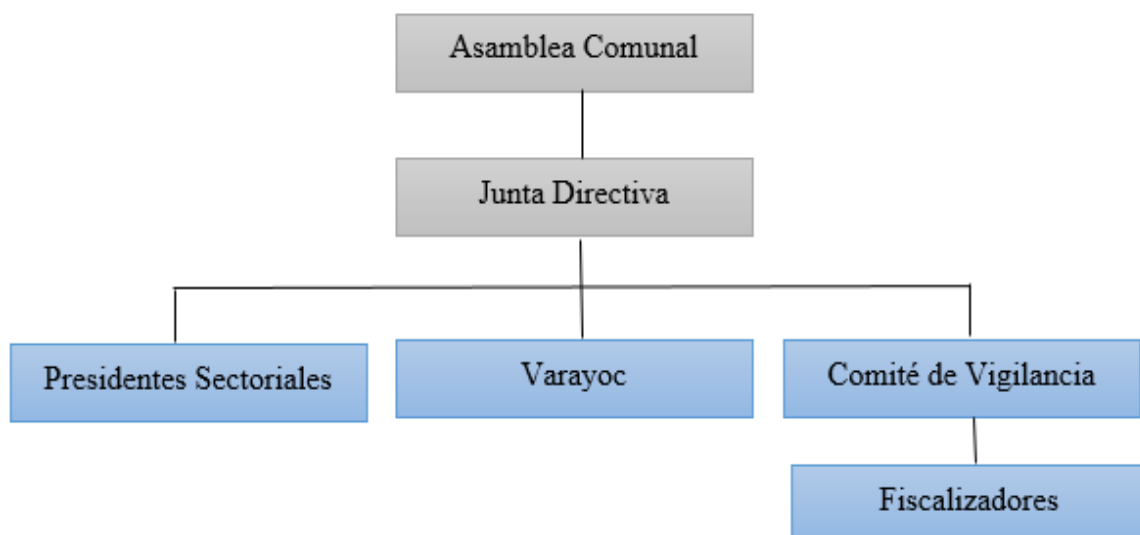 Asamblea Comunal
Junta Directiva
Presidentes Sectoriales
Varayoc
Comité de Vigilancia
Fiscalizadores